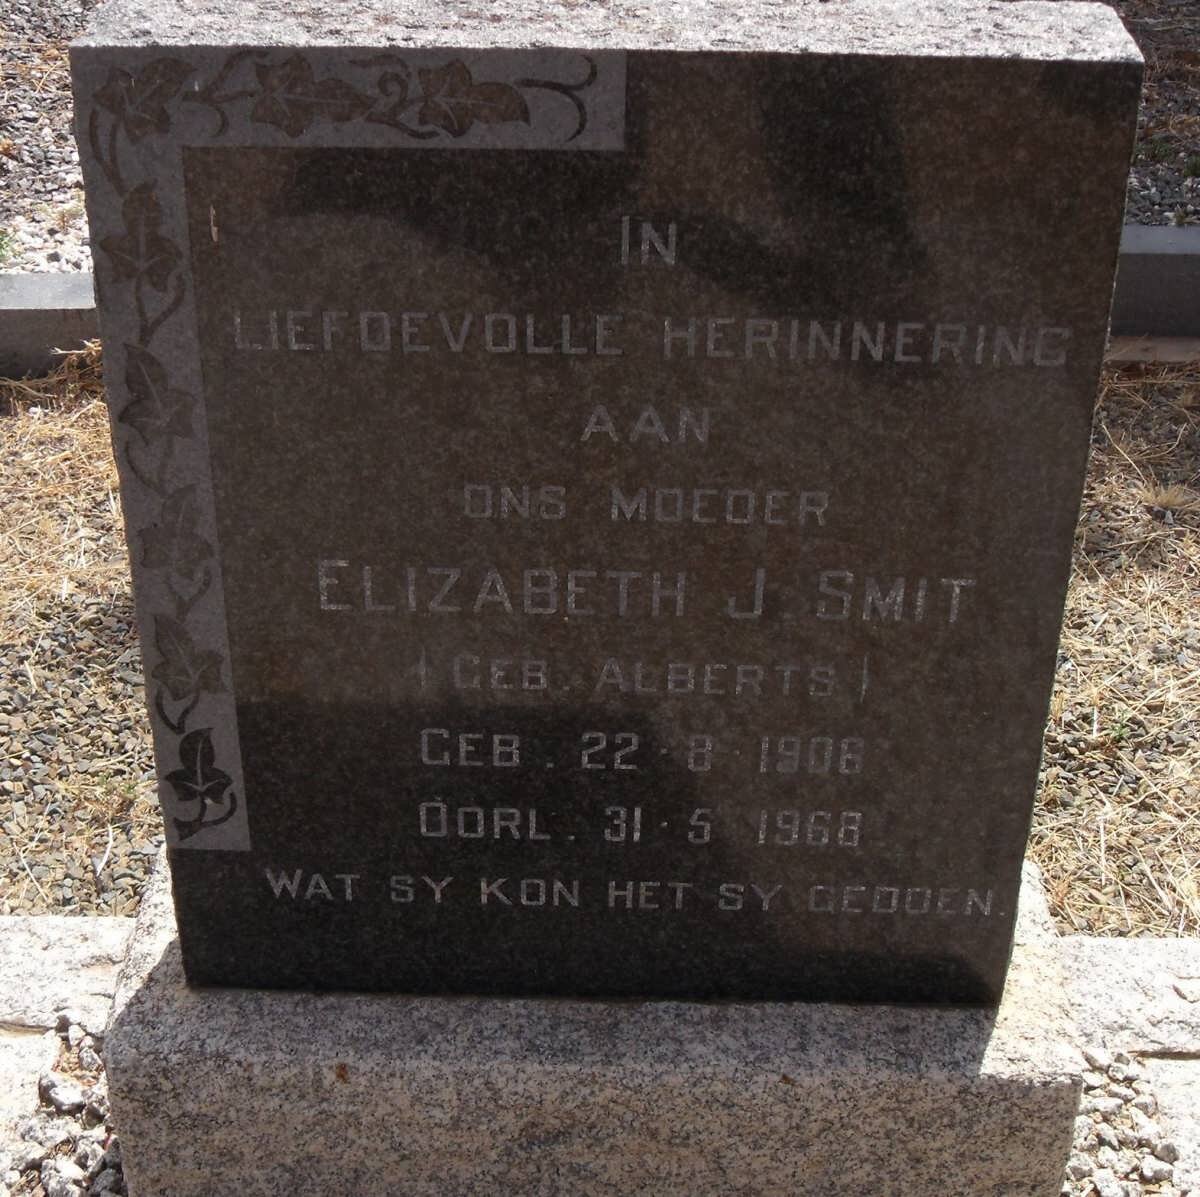 IN
LIEFDEVOLLE HERINNERING
AAN
ONS MOEDER
ELIZABETH J. SMIT
(GEB. ALBERTS)
GEB. 22-8-1908
OORL. 31-5 1968
WAT SY KON HET SY GEDOEN.